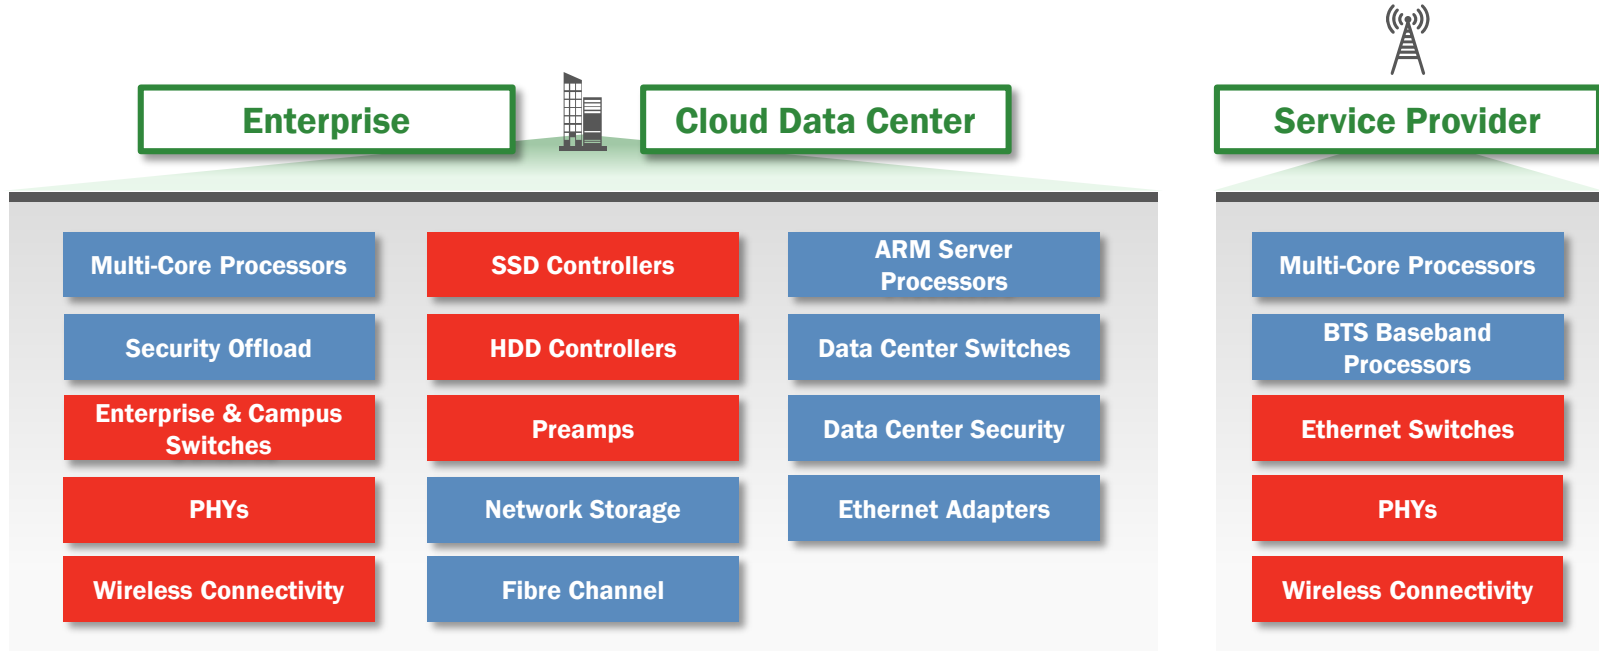 Enterprise
Cloud Data Center
Service Provider
Multi-Core Processors
Security Offload
Enterprise & Campus
Switches
PHYs
Wireless Connectivity
SSD Controllers
HDD Controllers
Preamps
Network Storage
Fibre Channel
ARM Server
Processors
Data Center Switches
Data Center Security
Ethernet Adapters
Multi-Core Processors
BTS Baseband
Processors
Ethernet Switches
PHYs
Wireless Connectivity